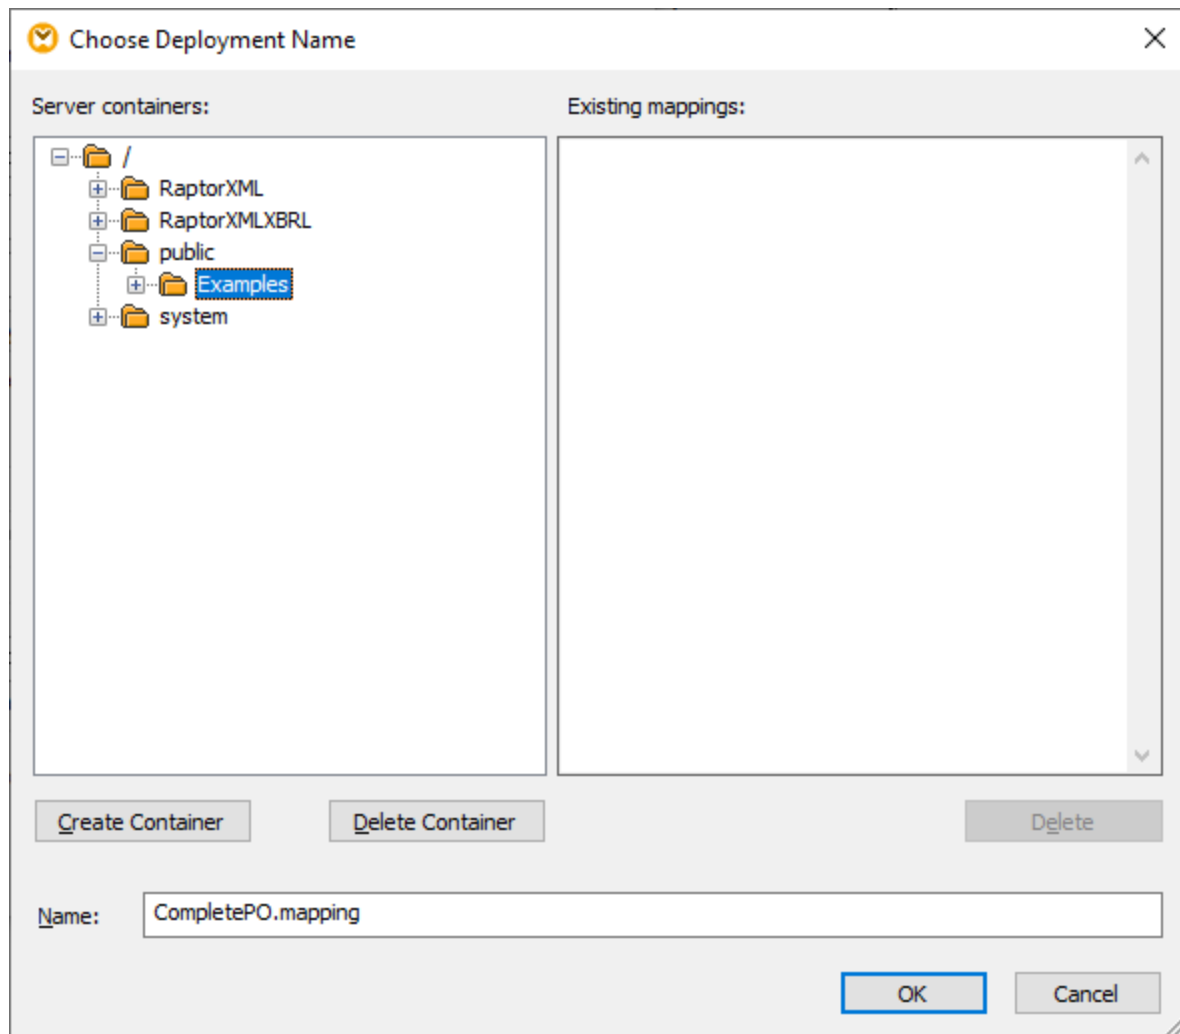 Choose Deployment Name
Server containers:
Existing mappings:
/
RaptorXML
RaptorXMLXBRL
public
Examples
system
Create Container
Delete Container
Delete
Name:
CompletePO.mapping
OK
Cancel